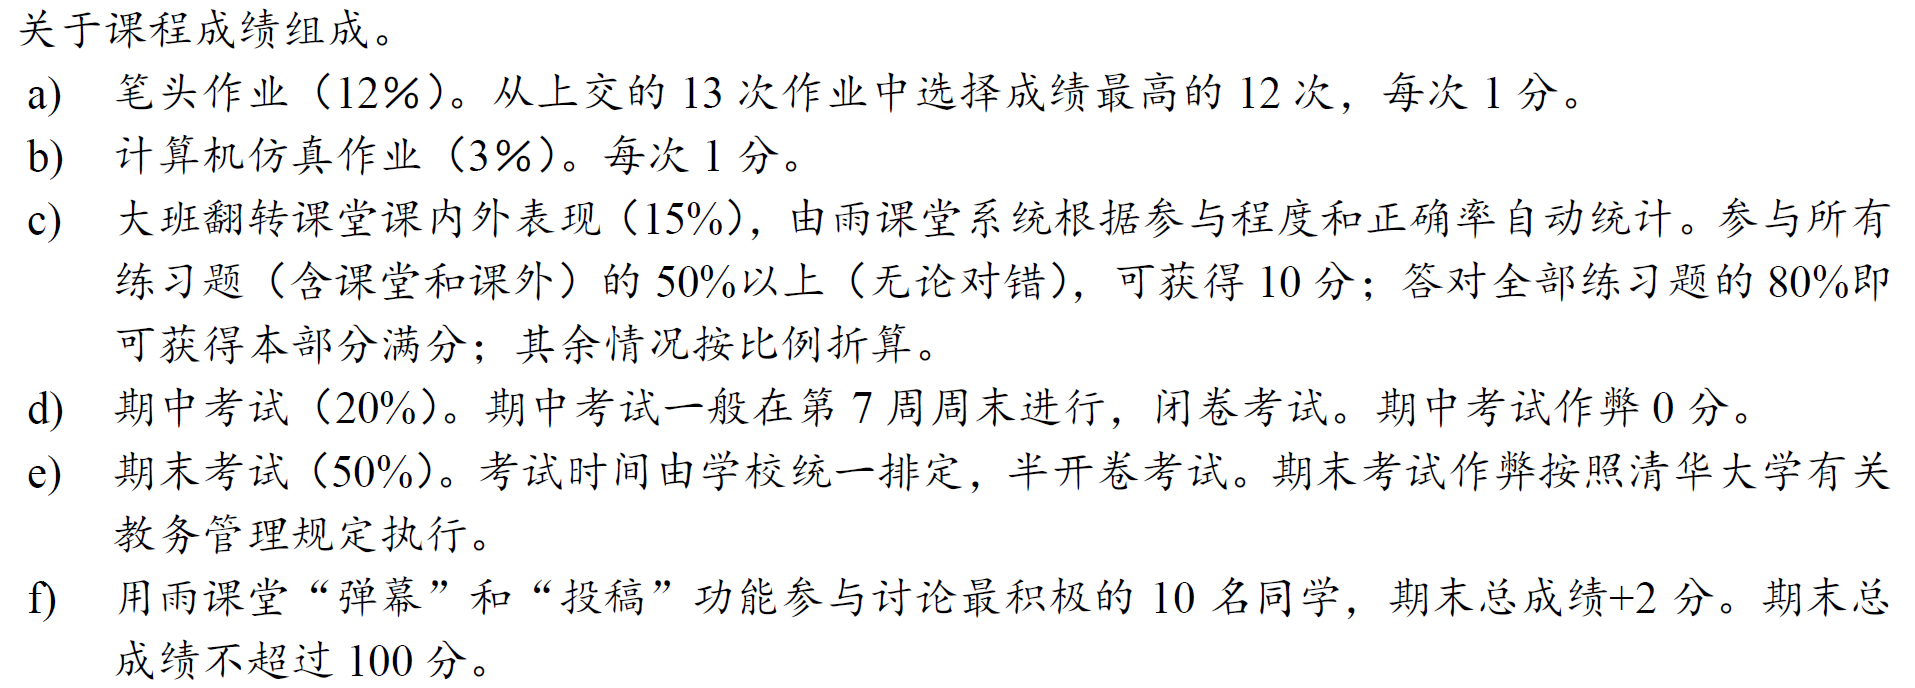 关于课程成绩组成。
a) 笔头作业（12%）。从上交的 13 次作业中选择成绩最高的 12 次，每次 1 分。
b) 计算机仿真作业（3%）。每次 1 分。
c) 大班翻转课堂课内外表现（15%），由雨课堂系统根据参与程度和正确率自动统计。参与所有
练习题（含课堂和课外）的 50%以上（无论对错），可获得 10 分；答对全部练习题的 80%即
可获得本部分满分；其余情况按比例折算。
d) 期中考试（20%）。期中考试一般在第 7 周周末进行，闭卷考试。期中考试作弊 0 分。
e) 期末考试（50%）。考试时间由学校统一排定，半开卷考试。期末考试作弊按照清华大学有关
教务管理规定执行。
f) 用雨课堂“弹幕”和“投稿”功能参与讨论最积极的 10 名同学，期末总成绩+2 分。期末总
成绩不超过 100 分。